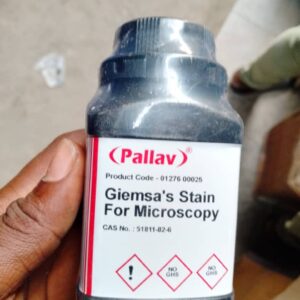 (Pallav)®
Product Code - 01276 00025
Giemsa's Stain
For Microscopy
CAS No. : 51811-82-6
!
NO GHS
NO GHS